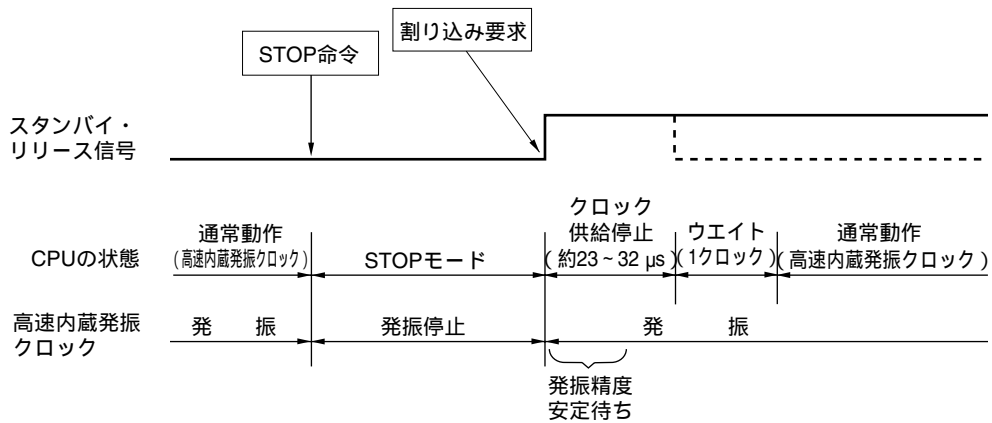 割り込み要求
STOP命令
スタンバイ・
リリース信号
クロック
通常動作
供給停止
ウエイト
通常動作
CPUの状態
(高速内蔵発振クロック)
STOPモード
(約23~32 µs)
(1クロック)
(高速内蔵発振クロック)
高速内蔵発振
クロック
発 振
発振停止
発 振
発振精度
安定待ち